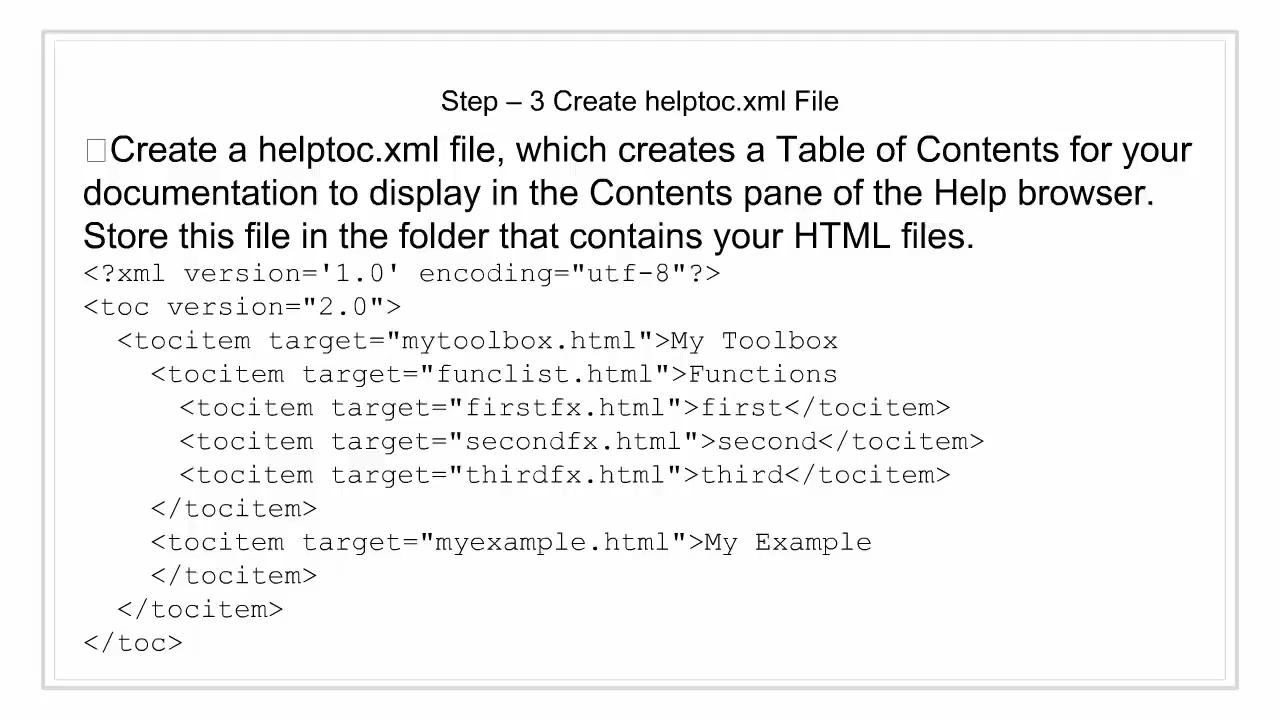 Step – 3 Create helptoc.xml File
Create a helptoc.xml file, which creates a Table of Contents for your
documentation to display in the Contents pane of the Help browser.
Store this file in the folder that contains your HTML files.
<?xml version='1.0' encoding="utf-8"?>
<toc version="2.0">
  <tocitem target="mytoolbox.html">My Toolbox
    <tocitem target="funclist.html">Functions
      <tocitem target="firstfx.html">first</tocitem>
      <tocitem target="secondfx.html">second</tocitem>
      <tocitem target="thirdfx.html">third</tocitem>
    </tocitem>
    <tocitem target="myexample.html">My Example
    </tocitem>
  </tocitem>
</toc>